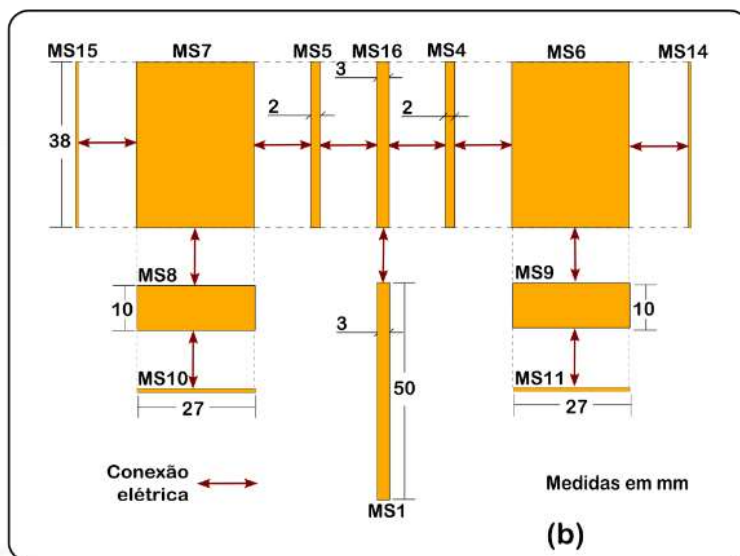 MS15 MS7 MS5 MS16 MS4 MS6 MS14
3
2 2
38
MS8 MS9
10 10
3
50
MS10 MS11
27 27
Conexão
elétrica
Medidas em mm
MS1
(b)